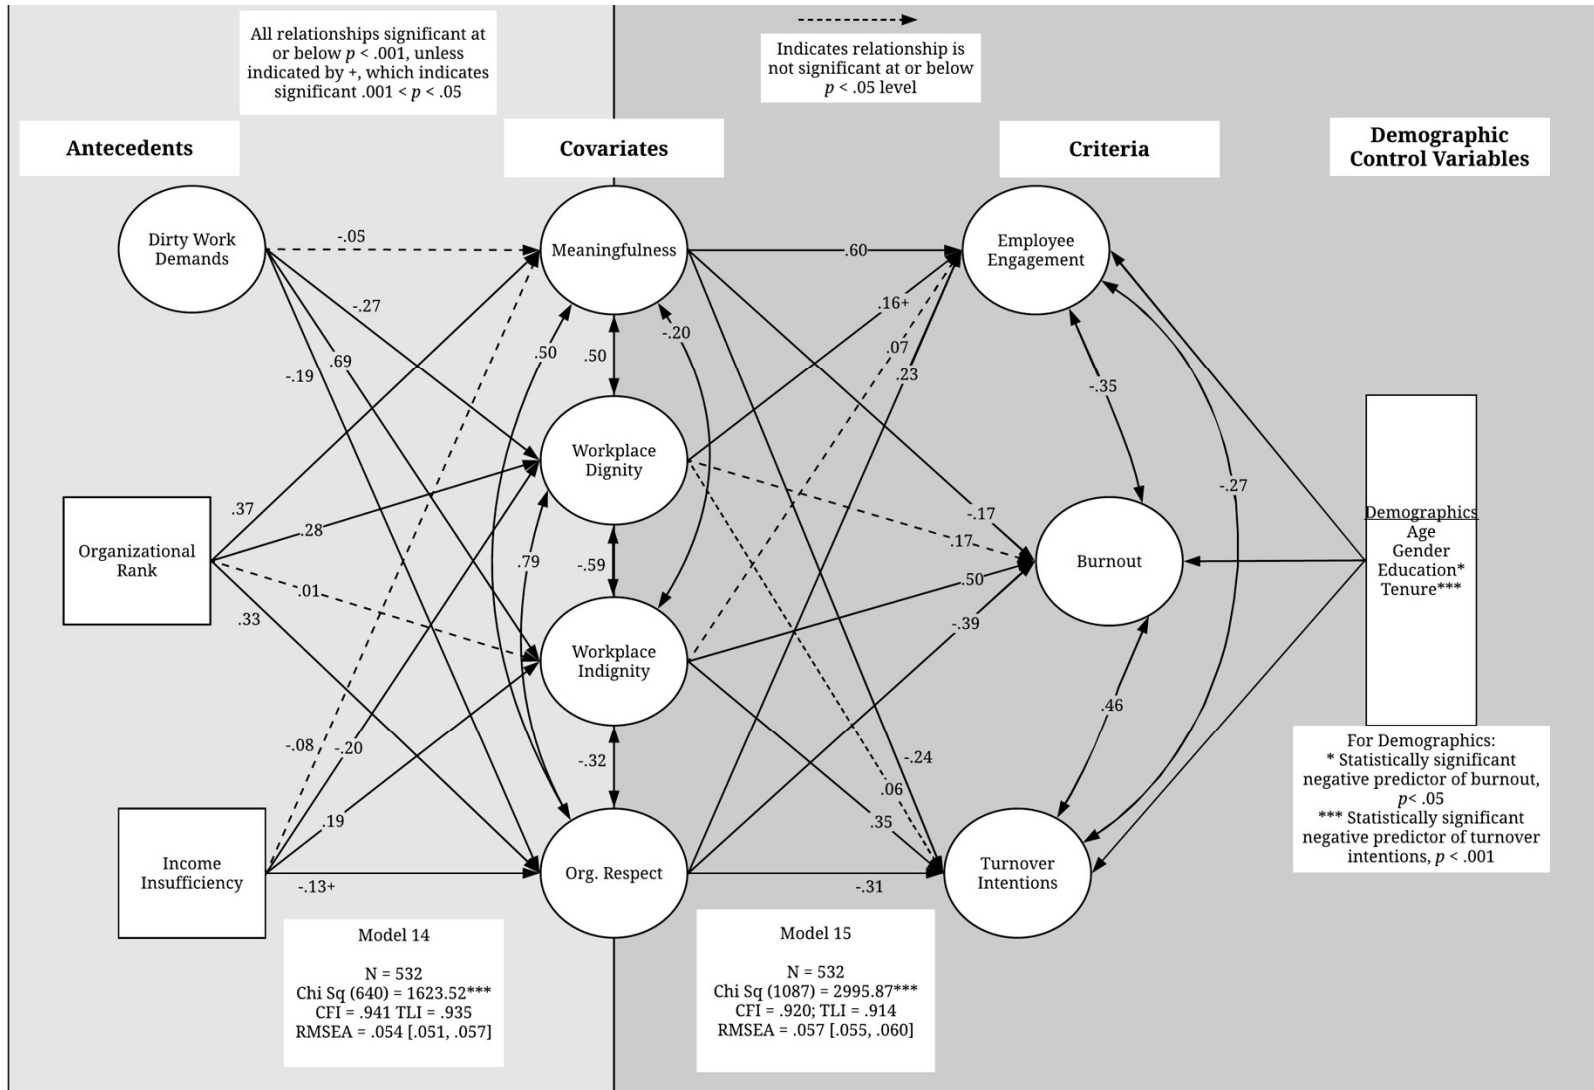 All relationships significant at
or below p < .001, unless
indicated by +, which indicates
significant .001 < p < .05
Indicates relationship is
not significant at or below
p < .05 level
Antecedents
Covariates
Criteria
Demographic
Control Variables
Dirty Work
Demands
Meaningfulness
Employee
Engagement
-.05
.60
-.27
.16+
-.20
.69
.50
.50
.07
-.19
.23
-.35
Workplace
Dignity
-.27
.37
.28
-.17
.17
Demographics
Age
Gender
Education*
Tenure***
Organizational
Rank
.79
-.59
Burnout
.50
.01
.33
-.39
Workplace
Indignity
.46
-.08
-.20
-.32
-.24
.06
.19
.35
For Demographics:
* Statistically significant
negative predictor of burnout,
p< .05
*** Statistically significant
negative predictor of turnover
intentions, p < .001
Income
Insufficiency
Org. Respect
Turnover
Intentions
-.13+
-.31
Model 14
N = 532
Chi Sq (640) = 1623.52***
CFI = .941 TLI = .935
RMSEA = .054 [.051, .057]
Model 15
N = 532
Chi Sq (1087) = 2995.87***
CFI = .920; TLI = .914
RMSEA = .057 [.055, .060]